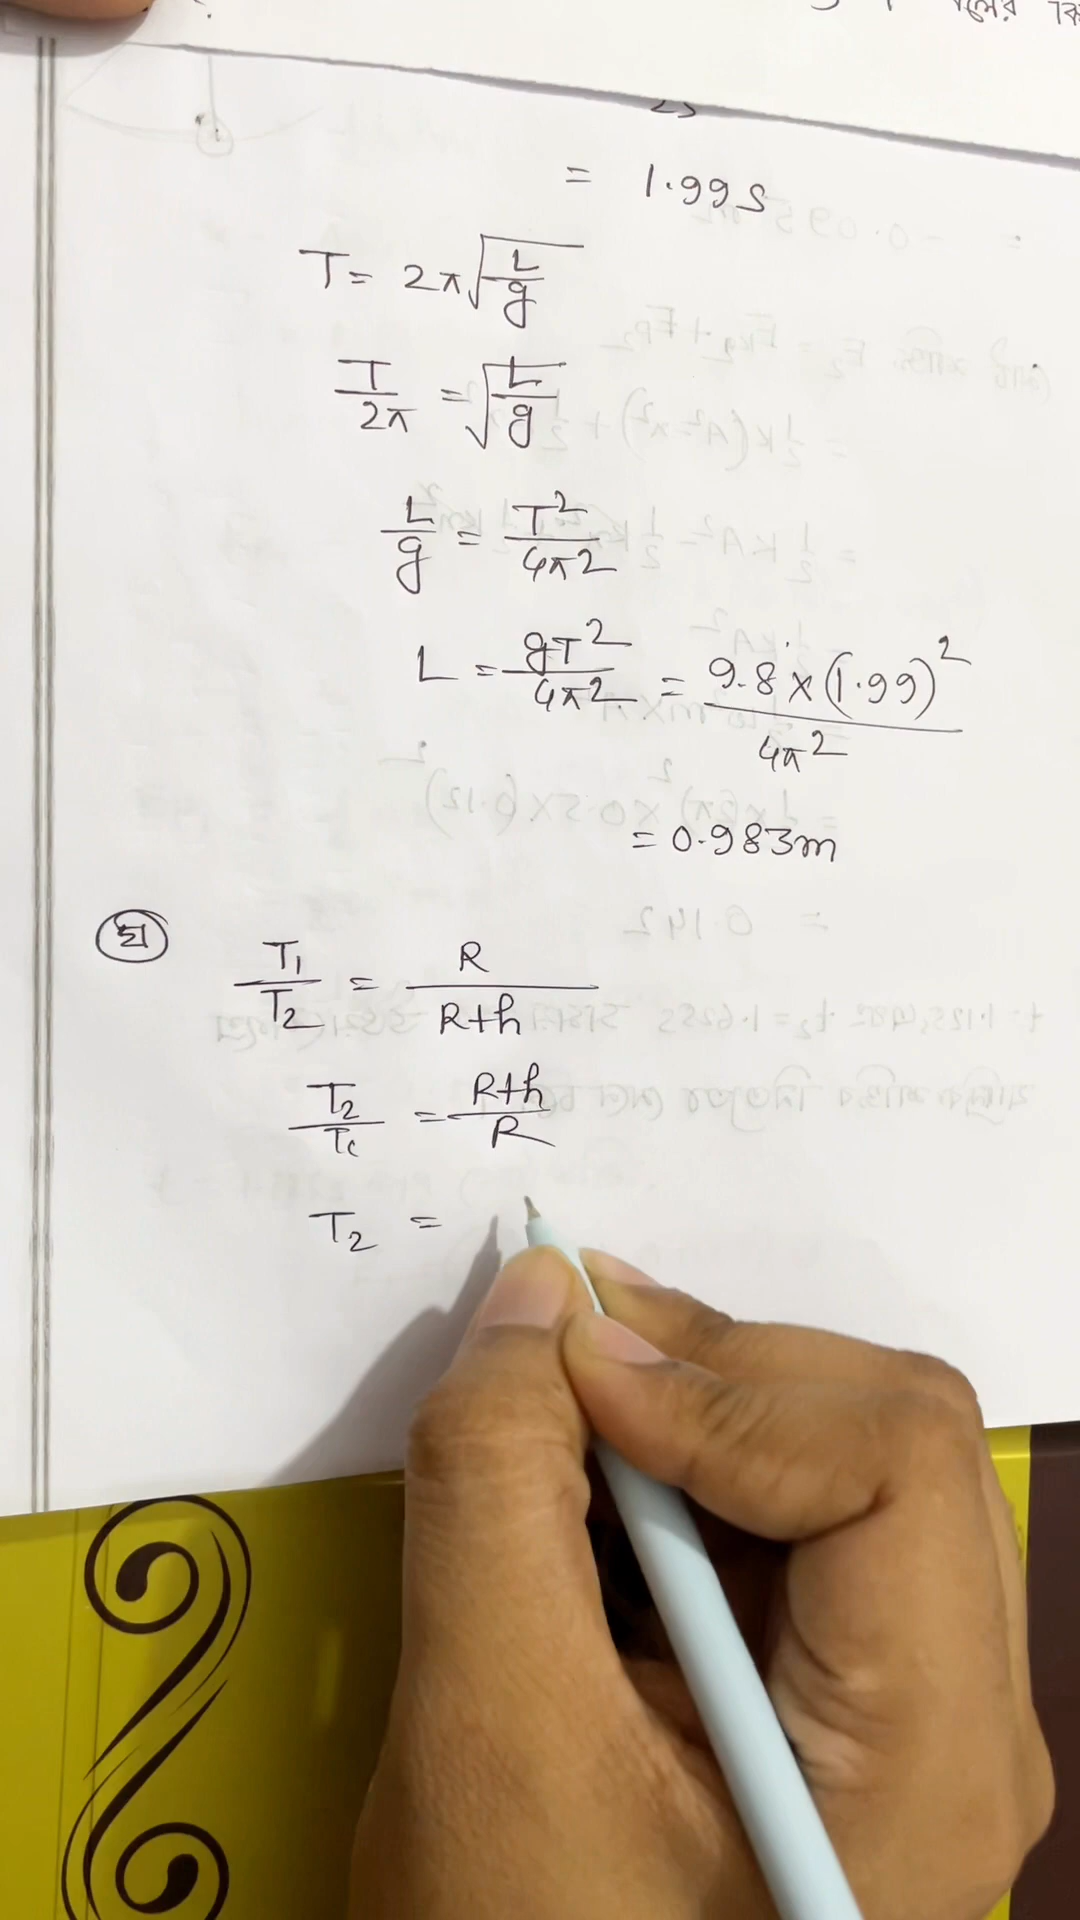 = 1.99s
T = 2π√(L/g)
T/2π = √(L/g)
L/g = T²/4π²
L = gT²/4π² = 9.8×(1.99)²/4π²
= 0.983m
ঘ
T₁/T₂ = R/R+h
T₂/T₁ = R+h/R
T₂ =